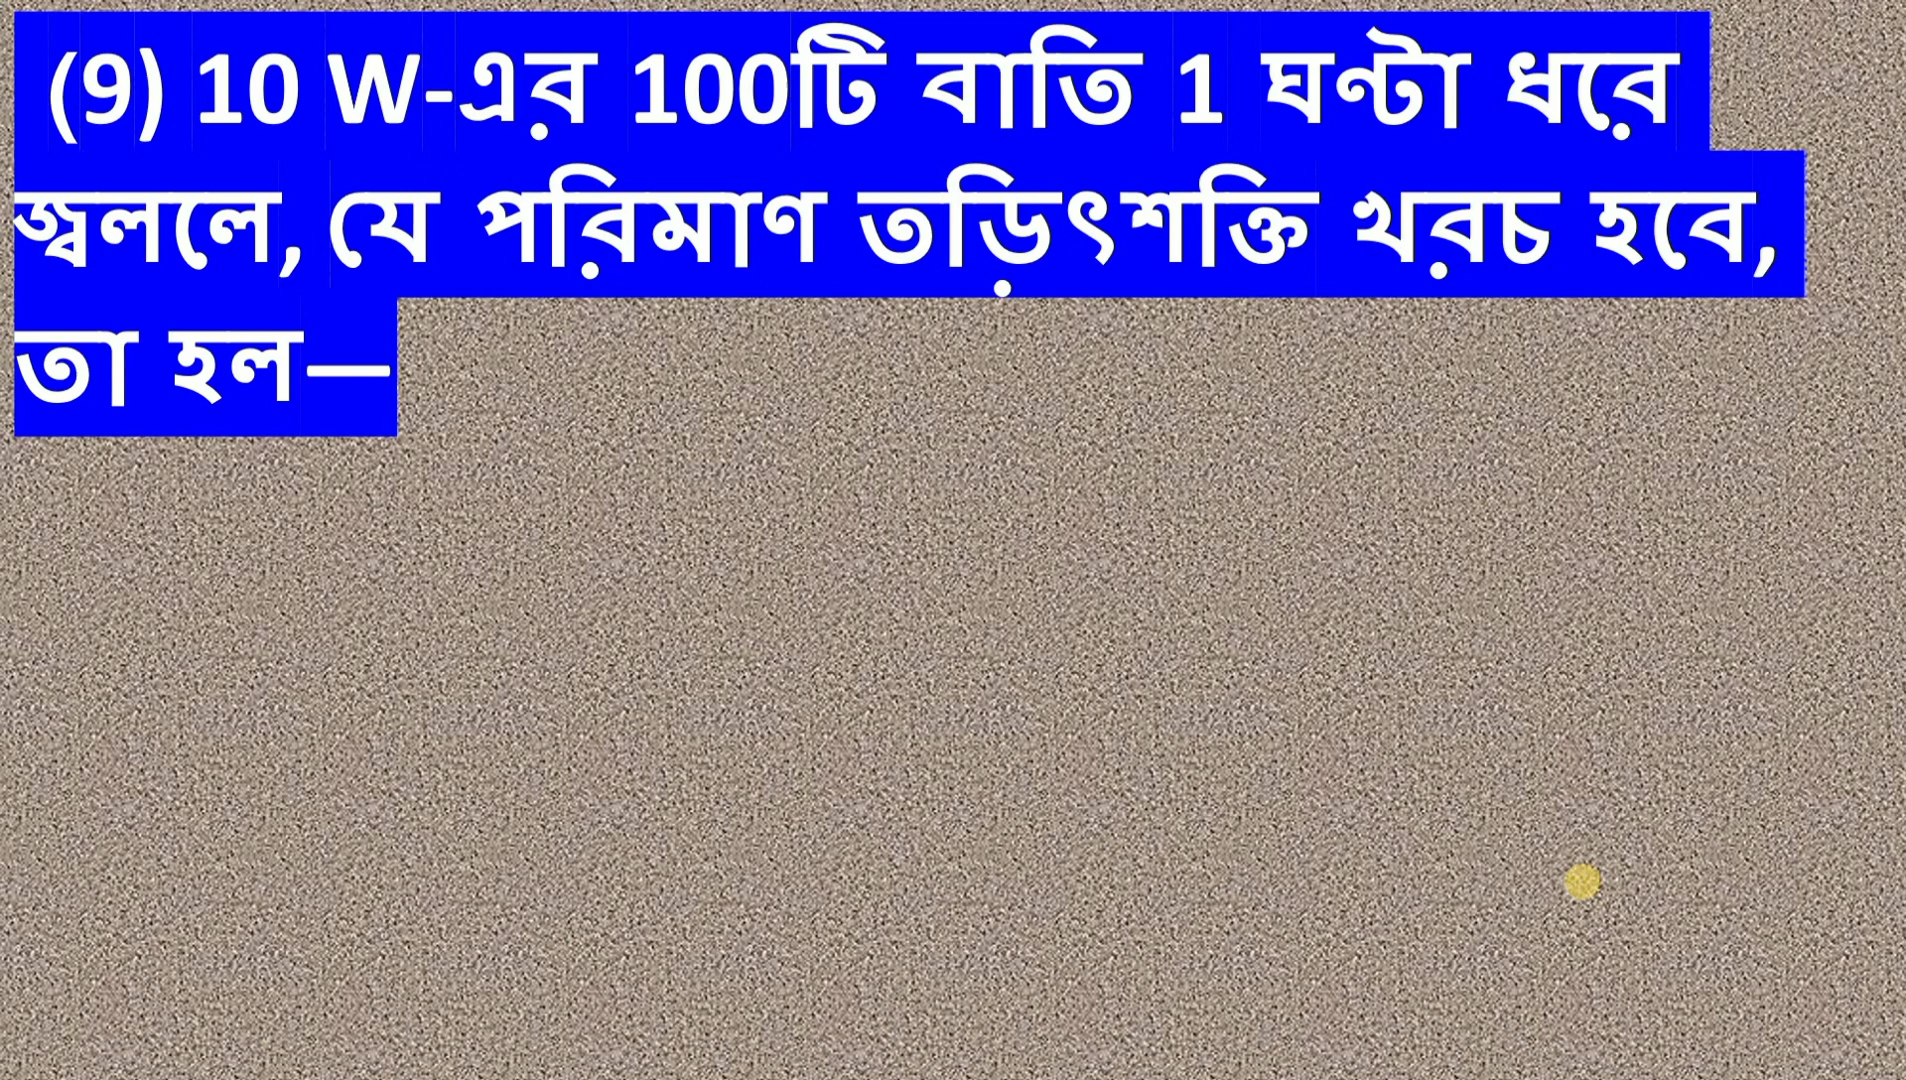 (9) 10 W-এর 100টি বাতি 1 ঘণ্টা ধরে
জ্বললে, যে পরিমাণ তড়িৎশক্তি খরচ হবে,
তা হল—